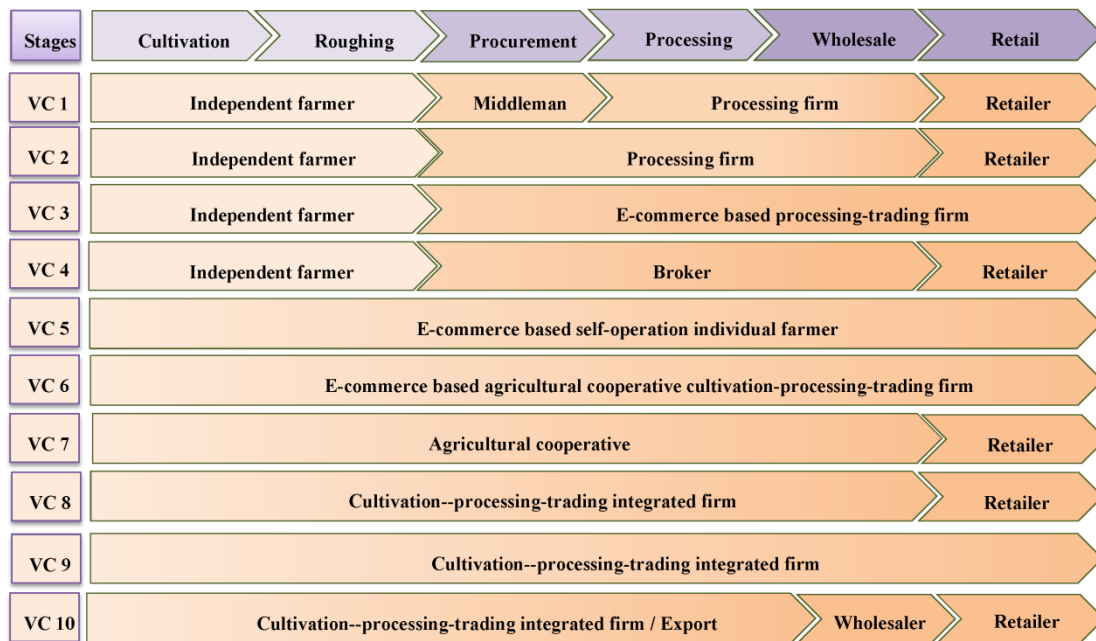 Stages Cultivation Roughing Procurement Processing Wholesale Retail
VC 1 Independent farmer Middleman Processing firm Retailer
VC 2 Independent farmer Processing firm Retailer
VC 3 Independent farmer E-commerce based processing-trading firm
VC 4 Independent farmer Broker Retailer
VC 5 E-commerce based self-operation individual farmer
VC 6 E-commerce based agricultural cooperative cultivation-processing-trading firm
VC 7 Agricultural cooperative Retailer
VC 8 Cultivation--processing-trading integrated firm Retailer
VC 9 Cultivation--processing-trading integrated firm
VC 10 Cultivation--processing-trading integrated firm / Export Wholesaler Retailer